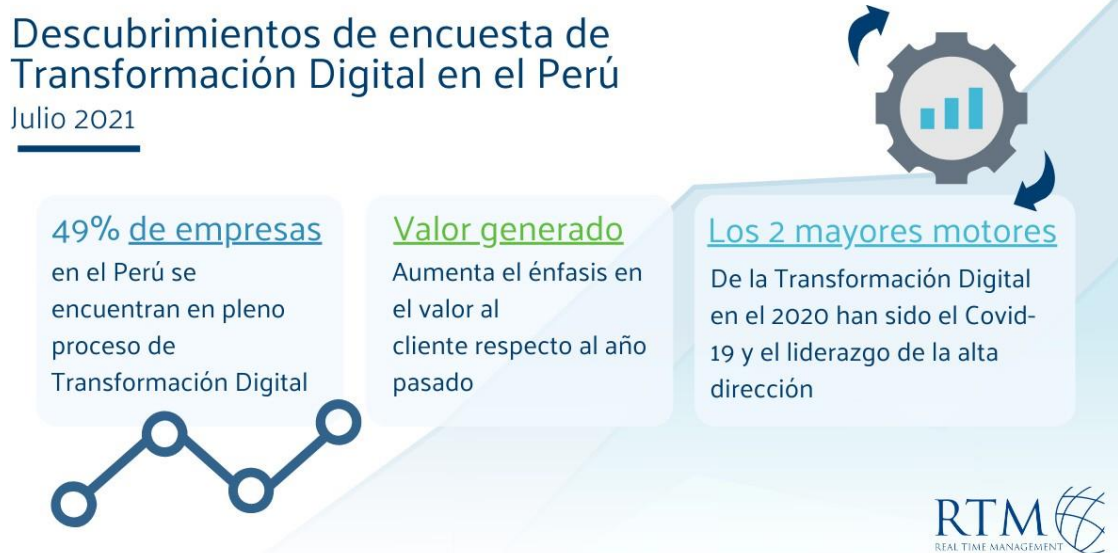 Descubrimientos de encuesta de
Transformación Digital en el Perú
Julio 2021
49% de empresas
en el Perú se
encuentran en pleno
proceso de
Transformación Digital
Valor generado
Aumenta el énfasis en
el valor al
cliente respecto al año
pasado
Los 2 mayores motores
De la Transformación Digital
en el 2020 han sido el Covid-
19 y el liderazgo de la alta
dirección
RTM
REAL TIME MANAGEMENT